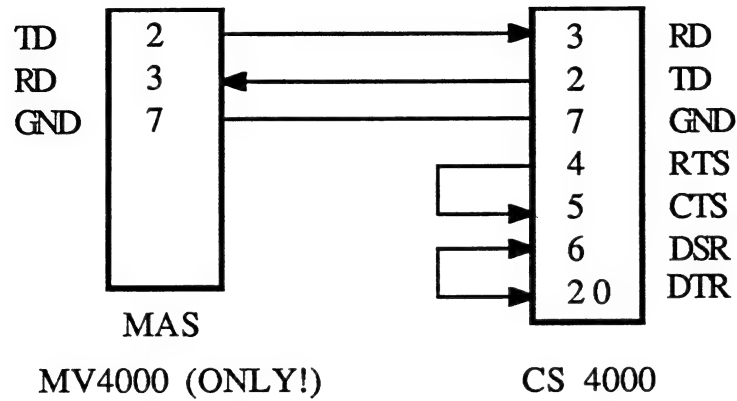 TD 2 3 RD
RD 3 2 TD
GND 7 7 GND
4 RTS
5 CTS
6 DSR
20 DTR
MAS
MV4000 (ONLY!) CS 4000